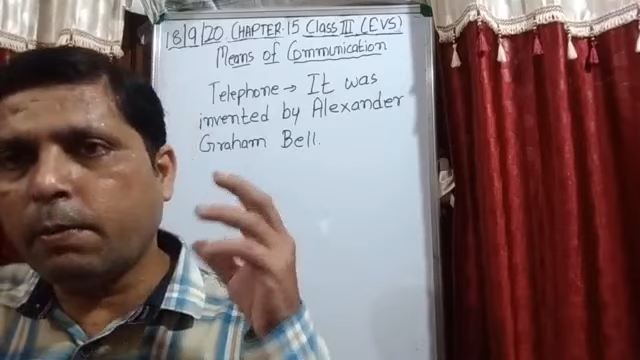 18/9/20 CHAPTER-15 Class III (EVS)
Means of Communication
Telephone → It was
invented by Alexander
Graham Bell.